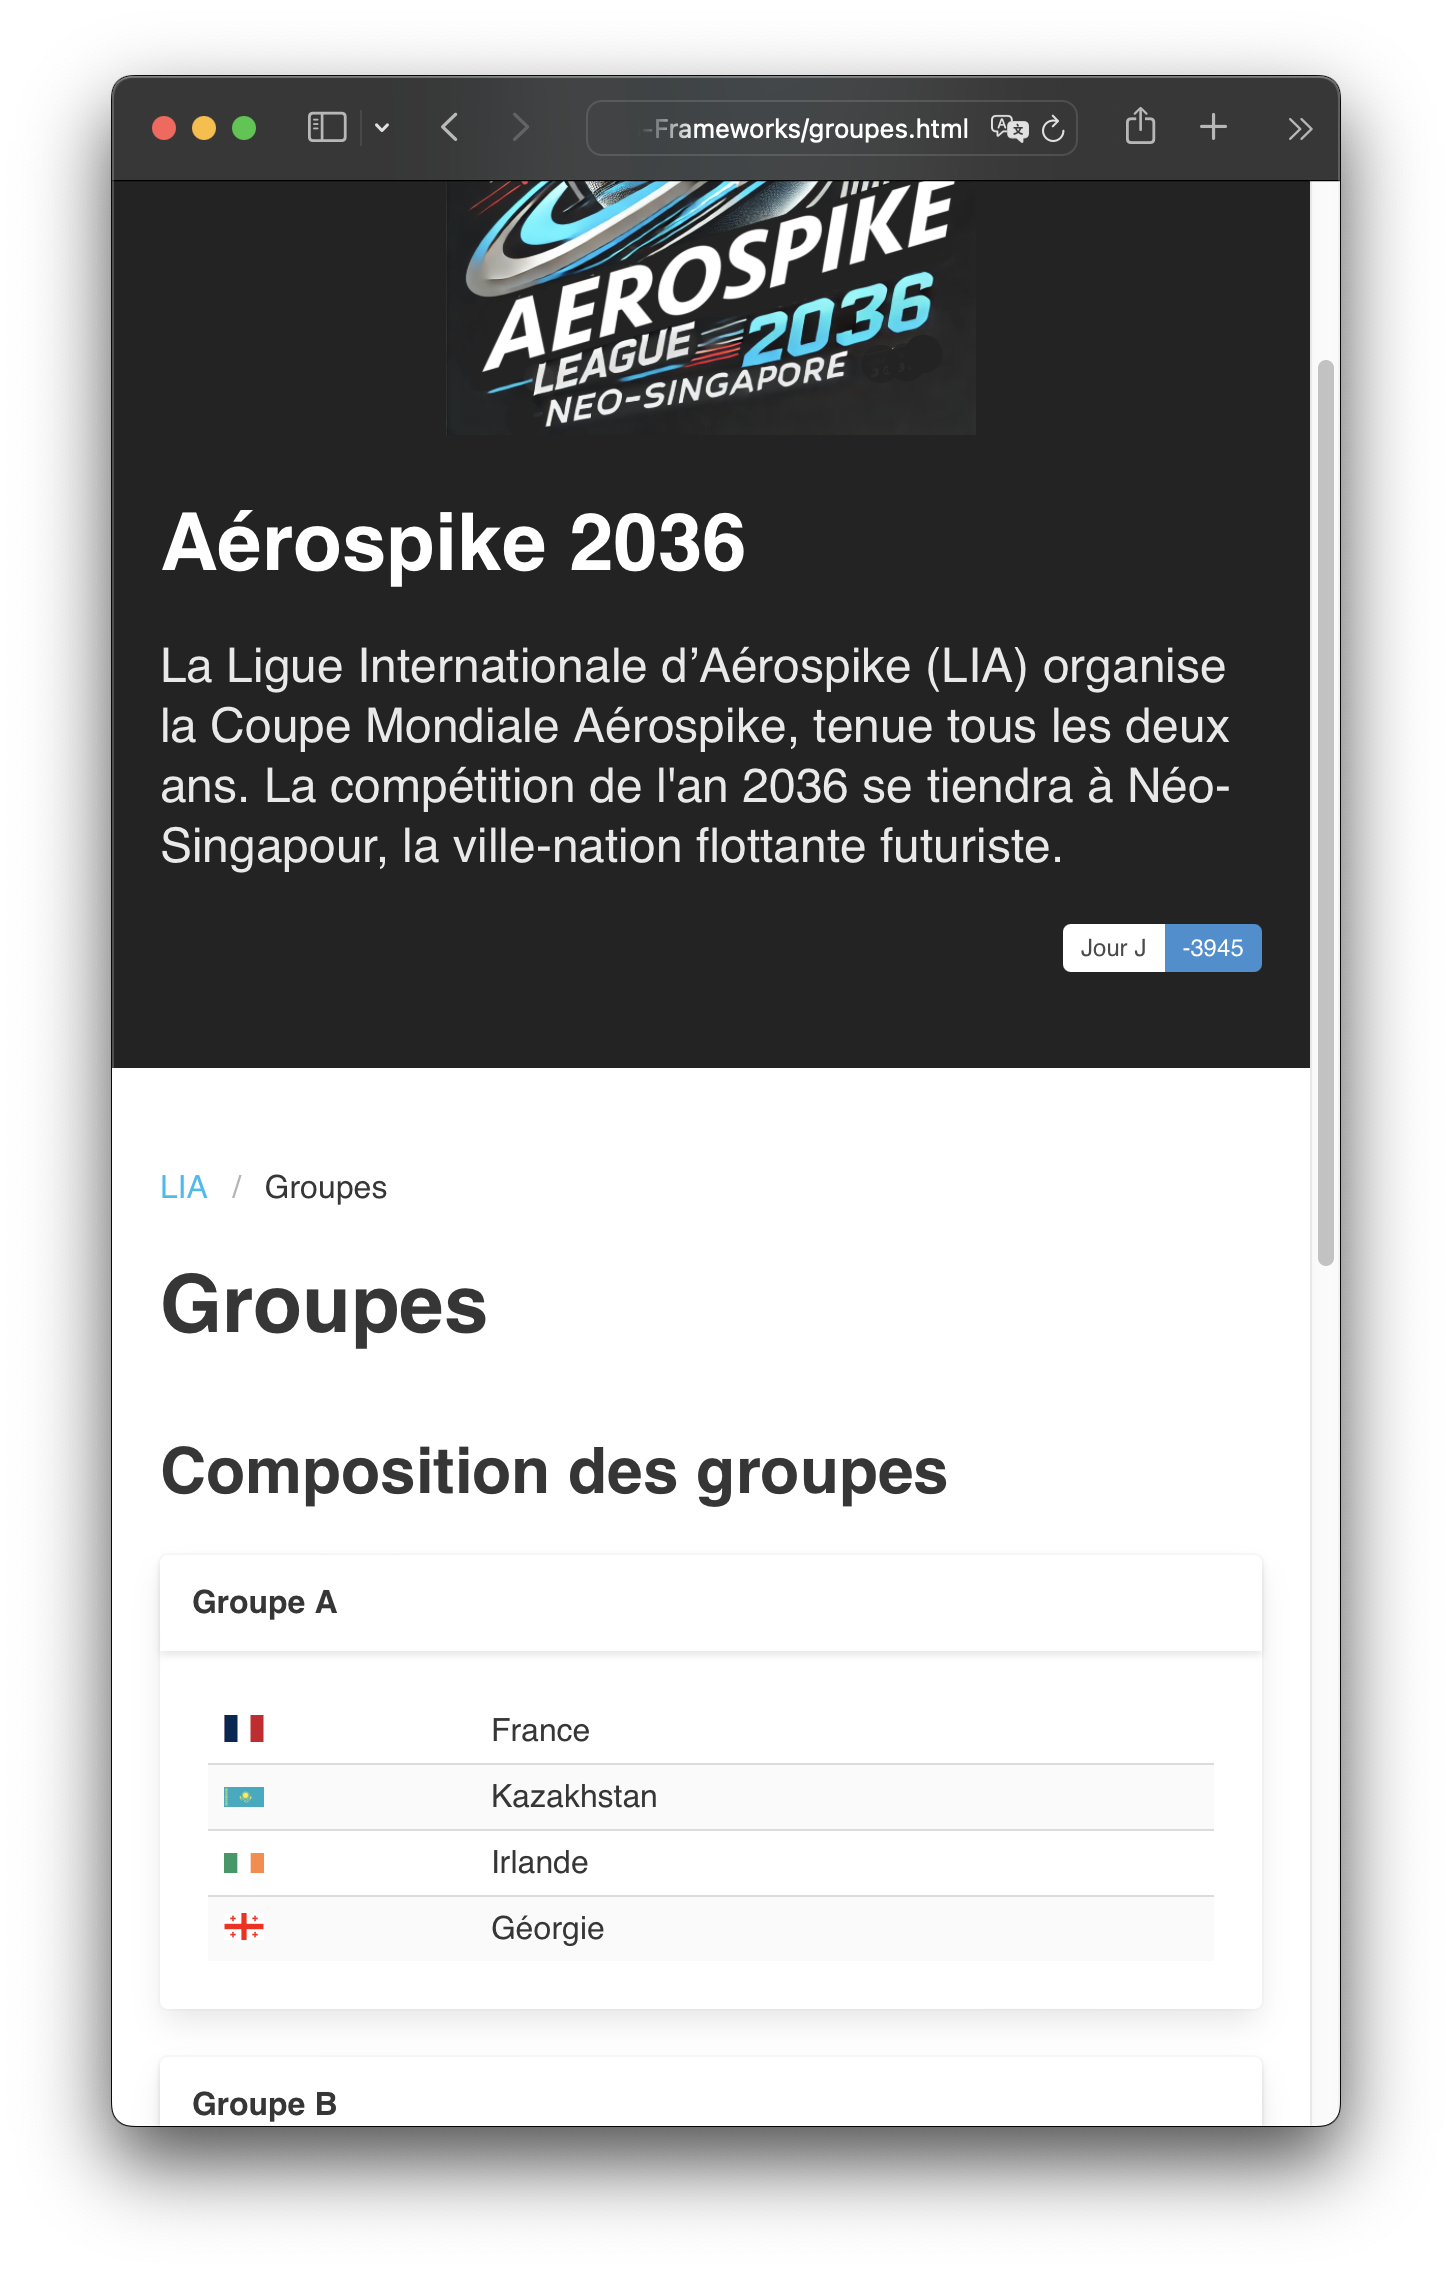 -Frameworks/groupes.html
AEROSPIKE
LEAGUE 2036
NEO-SINGAPORE
Aérospike 2036
La Ligue Internationale d’Aérospike (LIA) organise
la Coupe Mondiale Aérospike, tenue tous les deux
ans. La compétition de l'an 2036 se tiendra à Néo-
Singapour, la ville-nation flottante futuriste.
Jour J -3945
LIA / Groupes
Groupes
Composition des groupes
Groupe A
France
Kazakhstan
Irlande
Géorgie
Groupe B